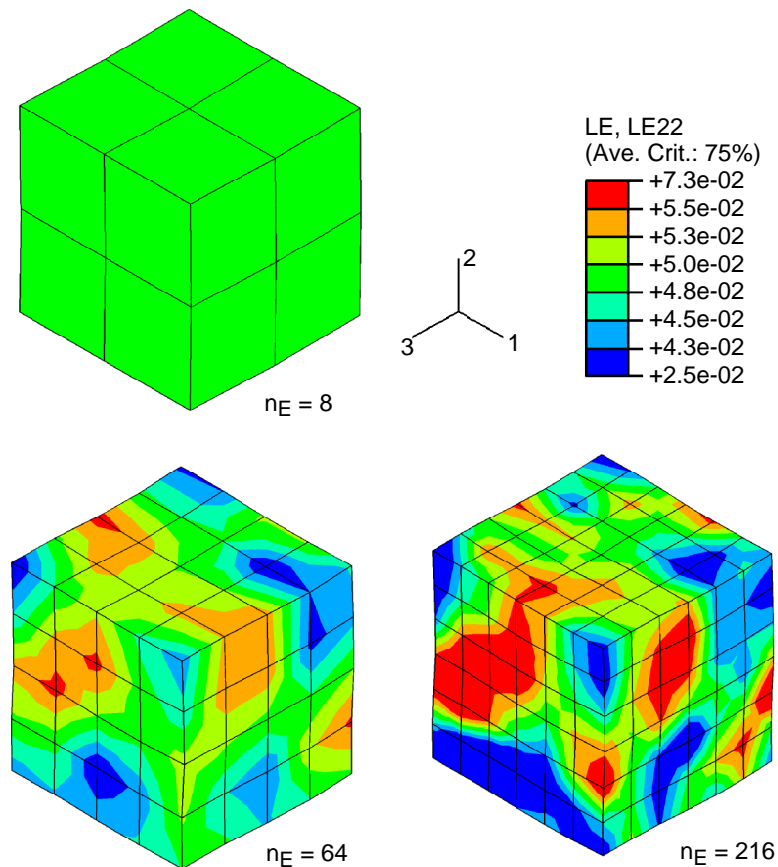 LE, LE22
(Ave. Crit.: 75%)
+7.3e-02
+5.5e-02
+5.3e-02
+5.0e-02
+4.8e-02
+4.5e-02
+4.3e-02
+2.5e-02
2
3
1
nE = 8
nE = 64
nE = 216